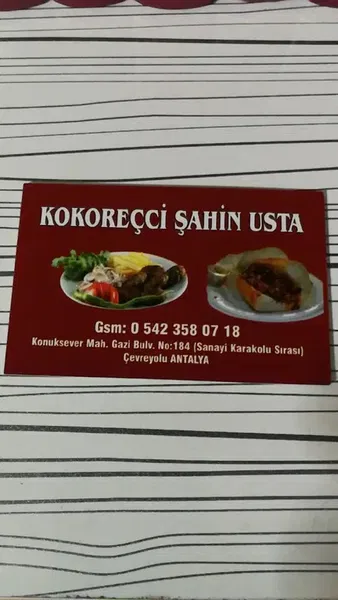 KOKOREÇÇİ ŞAHİN USTA
Gsm: 0 542 358 07 18
Konuksever Mah. Gazi Bulv. No:184 (Sanayi Karakolu Sırası)
Çevreyolu ANTALYA